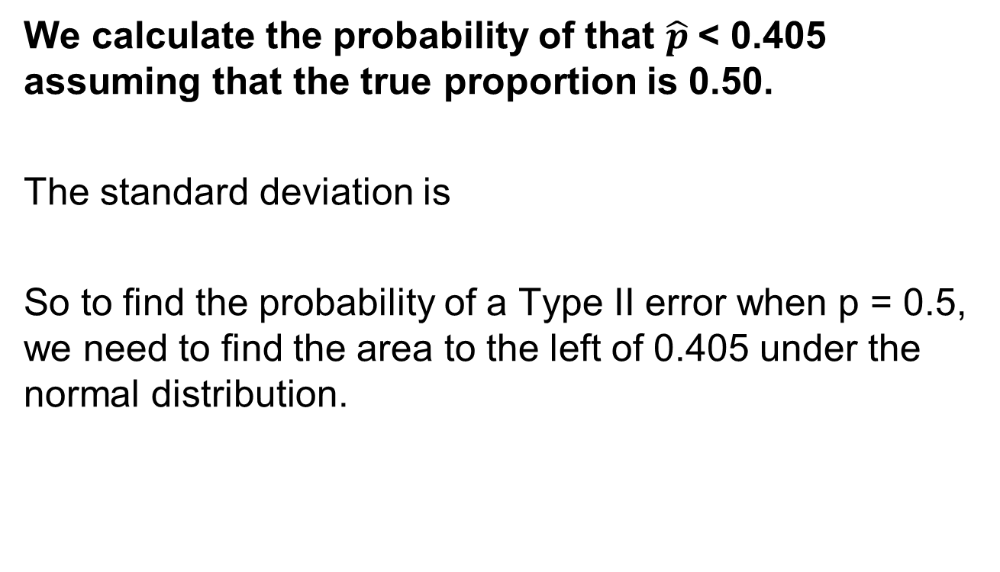 We calculate the probability of that p̂ < 0.405
assuming that the true proportion is 0.50.
The standard deviation is
So to find the probability of a Type II error when p = 0.5,
we need to find the area to the left of 0.405 under the
normal distribution.